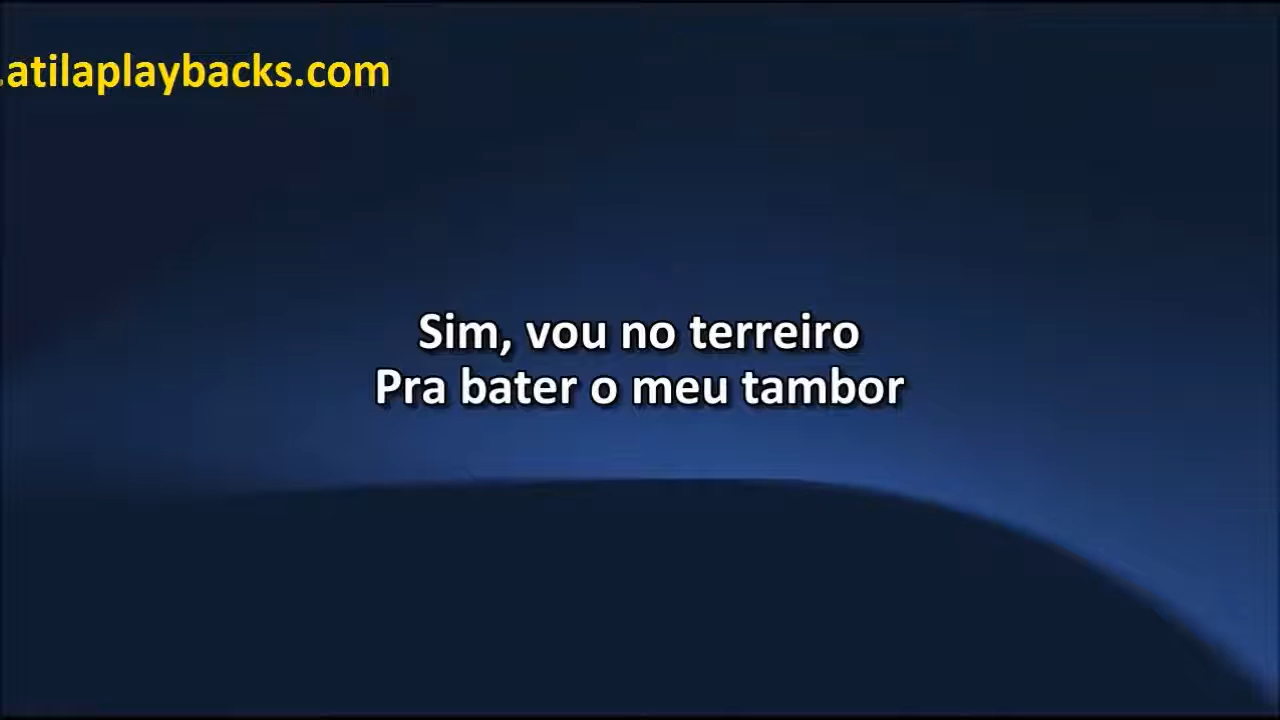 .atilaplaybacks.com
Sim, vou no terreiro
Pra bater o meu tambor